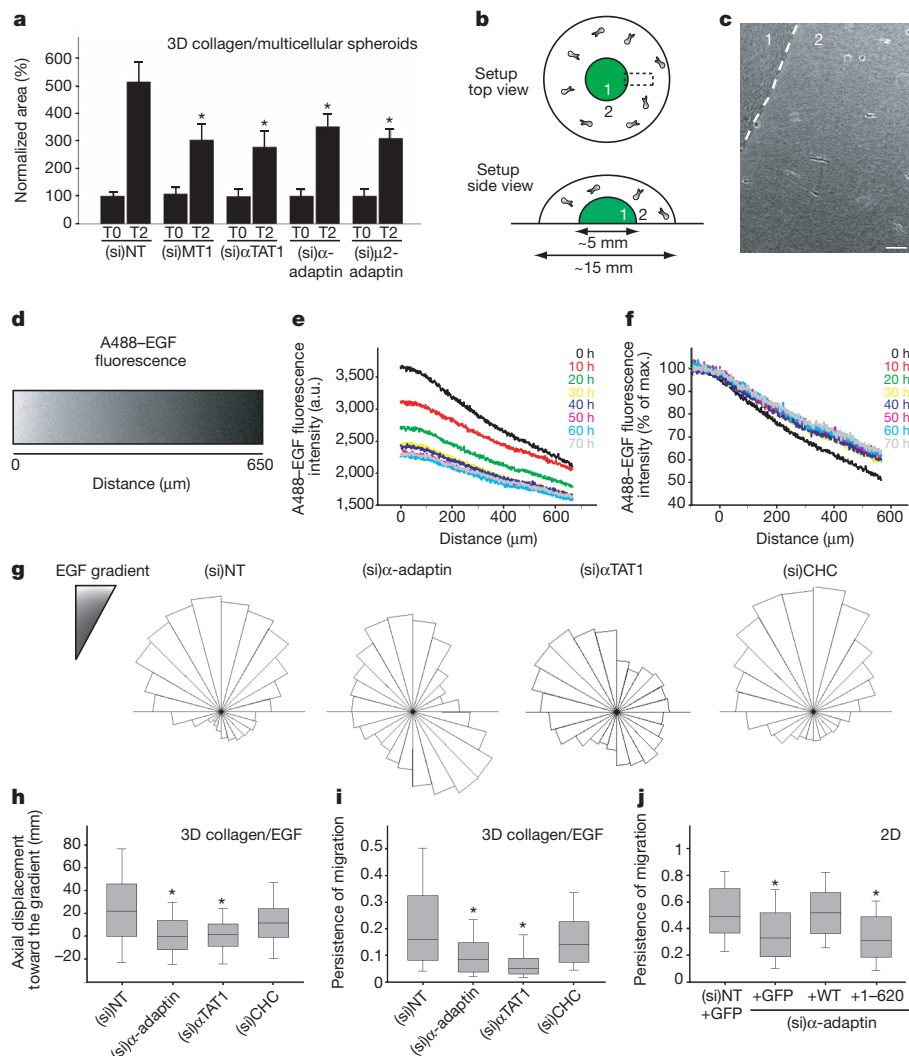 a
3D collagen/multicellular spheroids
Normalized area (%)
600
500
400
300
200
100
0
*
*
*
*
T0 T2 T0 T2 T0 T2 T0 T2 T0 T2
(si)NT (si)MT1 (si)αTAT1 (si)α-adaptin (si)μ2-adaptin
b
Setup
top view
1
2
Setup
side view
1 2
~5 mm
~15 mm
c
1 2
d
A488–EGF
fluorescence
0 650
Distance (μm)
e
A488–EGF fluorescence
intensity (a.u.)
3,500
3,000
2,500
2,000
1,500
0 h
10 h
20 h
30 h
40 h
50 h
60 h
70 h
0 200 400 600
Distance (μm)
f
A488–EGF fluorescence
intensity (% of max.)
100
90
80
70
60
50
40
0 h
10 h
20 h
30 h
40 h
50 h
60 h
70 h
0 200 400 600
Distance (μm)
g
EGF gradient
(si)NT
(si)α-adaptin
(si)αTAT1
(si)CHC
h
3D collagen/EGF
Axial displacement
toward the gradient (mm)
80
60
40
20
0
−20
*
*
(si)NT
(si)α-adaptin
(si)αTAT1
(si)CHC
i
3D collagen/EGF
Persistence of migration
0.5
0.4
0.3
0.2
0.1
0
*
*
(si)NT
(si)α-adaptin
(si)αTAT1
(si)CHC
j
2D
Persistence of migration
1
0.8
0.6
0.4
0.2
0
*
*
(si)NT
+GFP
+GFP
+WT
+1–620
(si)α-adaptin